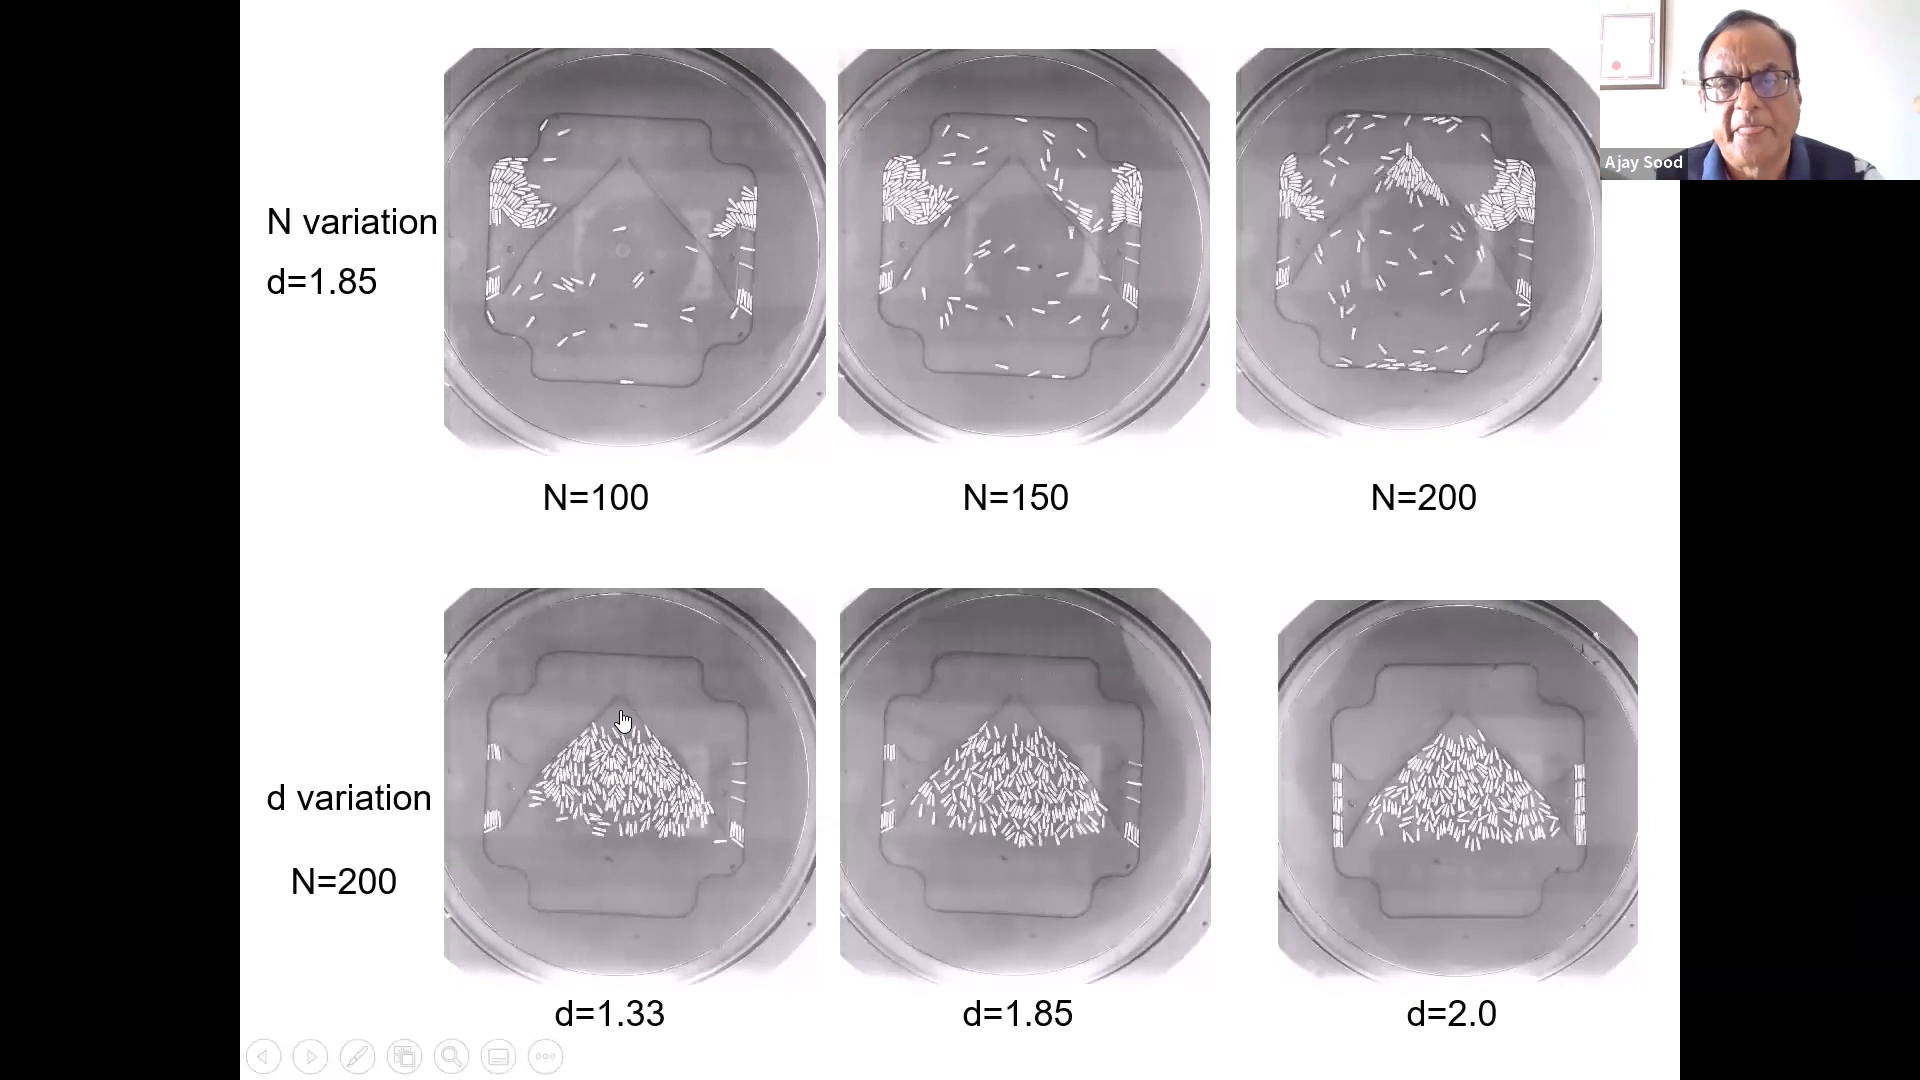 Ajay Sood
N variation
d=1.85
N=100
N=150
N=200
d variation
N=200
d=1.33
d=1.85
d=2.0